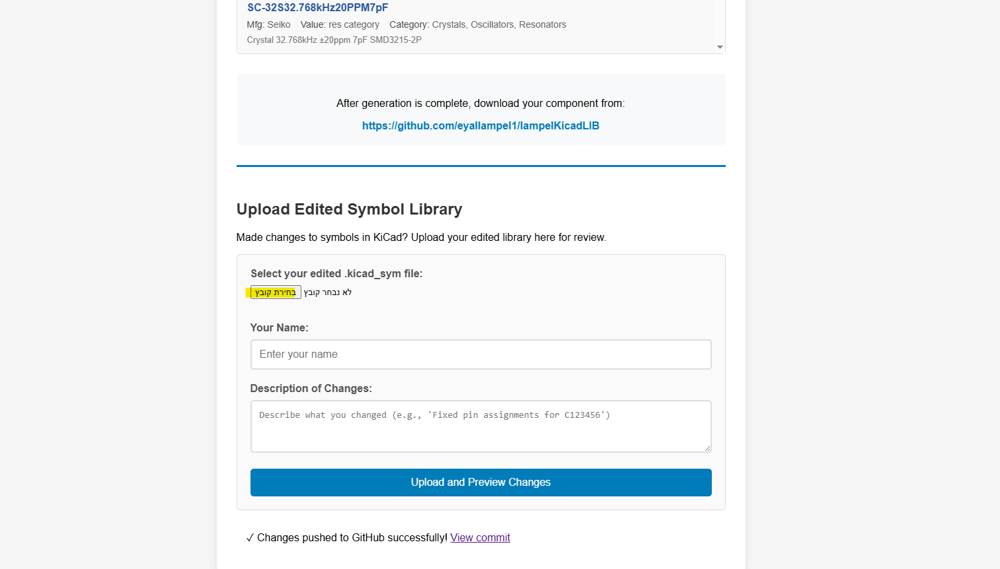 SC-32S32.768kHz20PPM7pF
Mfg: Seiko Value: res category Category: Crystals, Oscillators, Resonators
Crystal 32.768kHz ±20ppm 7pF SMD3215-2P
After generation is complete, download your component from:
https://github.com/eyallampel1/lampelKicadLIB
Upload Edited Symbol Library
Made changes to symbols in KiCad? Upload your edited library here for review.
Select your edited .kicad_sym file:
בחירת קובץ לא נבחר קובץ
Your Name:
Enter your name
Description of Changes:
Describe what you changed (e.g., 'Fixed pin assignments for C123456')
Upload and Preview Changes
✓ Changes pushed to GitHub successfully! View commit